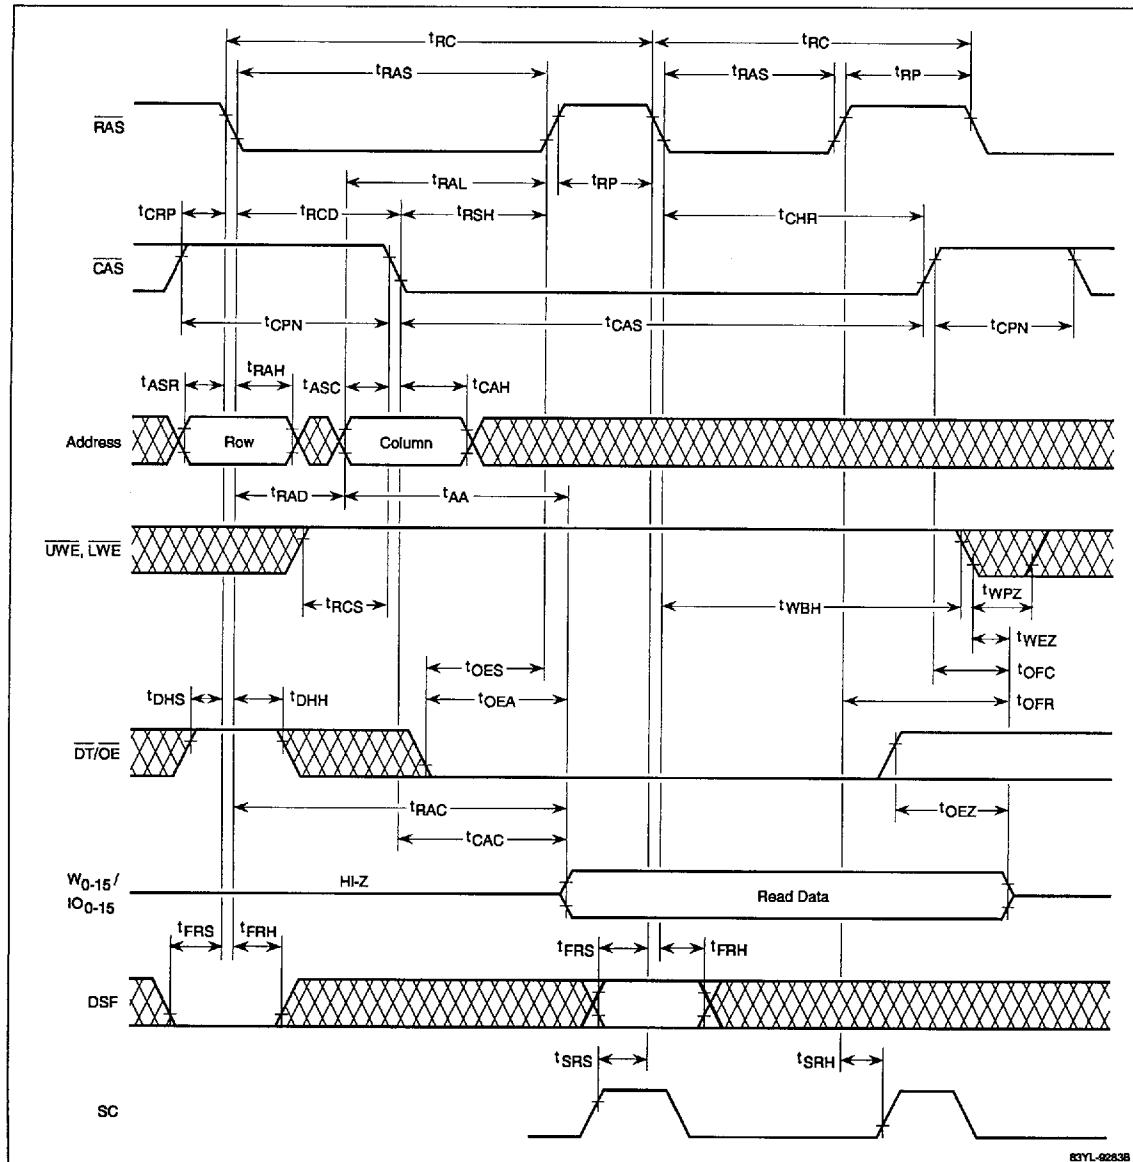 tRC tRC
tRAS tRAS tRP
RAS
tRAL tRP
tCRP tRCD tRSH tCHR
CAS
tCPN tCAS tCPN
tASR tRAH tASC tCAH
Address Row Column
tRAD tAA
UWE, LWE
tRCS tWBH tWPZ
tWEZ
tOES tOFC
tDHS tDHH tOEA tOFR
DT/OE
tRAC tOEZ
tCAC
W0-15 / HI-Z
IO0-15 Read Data
tFRS tFRH tFRS tFRH
DSF
tSRS tSRH
SC
83YL-9283B